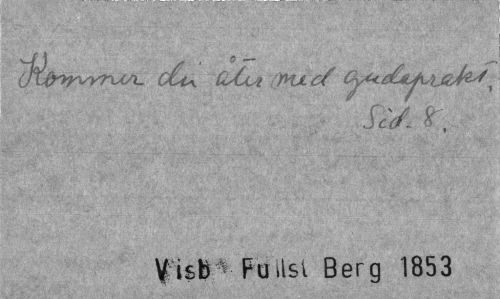 Kommer du åter med gudaprakt.
Sid. 8.
Visb Fullst Berg 1853